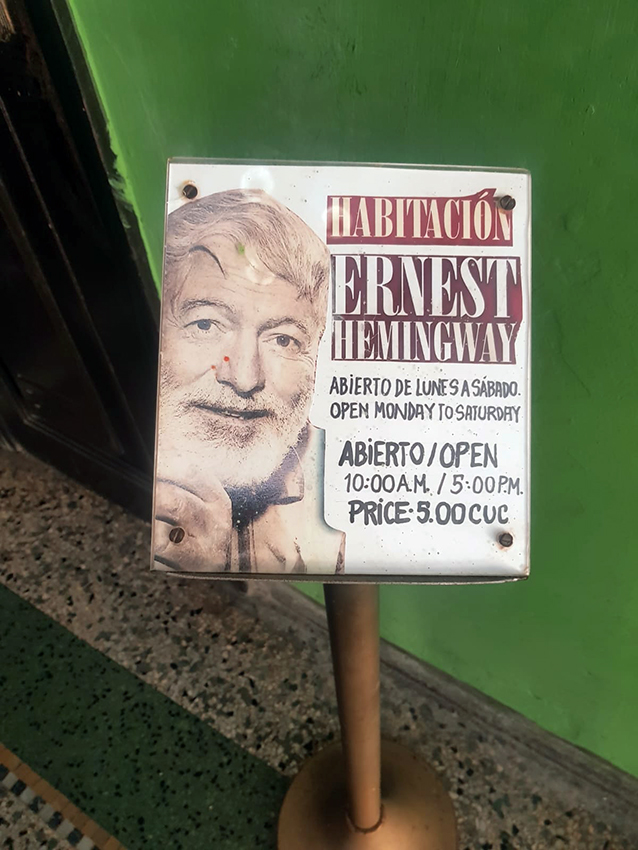 HABITACIÓN
ERNEST
HEMINGWAY
ABIERTO DE LUNES A SÁBADO.
OPEN MONDAY TO SATURDAY
ABIERTO/OPEN
10:00 A.M. / 5:00 P.M.
PRICE·5.00 CUC